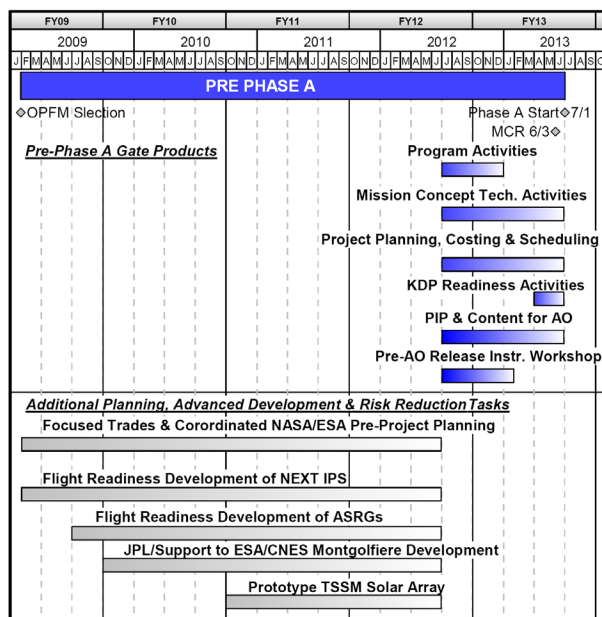 FY09 FY10 FY11 FY12 FY13
2009 2010 2011 2012 2013
J F M A M J J A S O N D J F M A M J J A S O N D J F M A M J J A S O N D J F M A M J J A S O N D J F M A M J J A S
PRE PHASE A
OPFM Slection Phase A Start 7/1
MCR 6/3
Pre-Phase A Gate Products Program Activities
Mission Concept Tech. Activities
Project Planning, Costing & Scheduling
KDP Readiness Activities
PIP & Content for AO
Pre-AO Release Instr. Workshop
Additional Planning, Advanced Development & Risk Reduction Tasks
Focused Trades & Corordinated NASA/ESA Pre-Project Planning
Flight Readiness Development of NEXT IPS
Flight Readiness Development of ASRGs
JPL/Support to ESA/CNES Montgolfiere Development
Prototype TSSM Solar Array